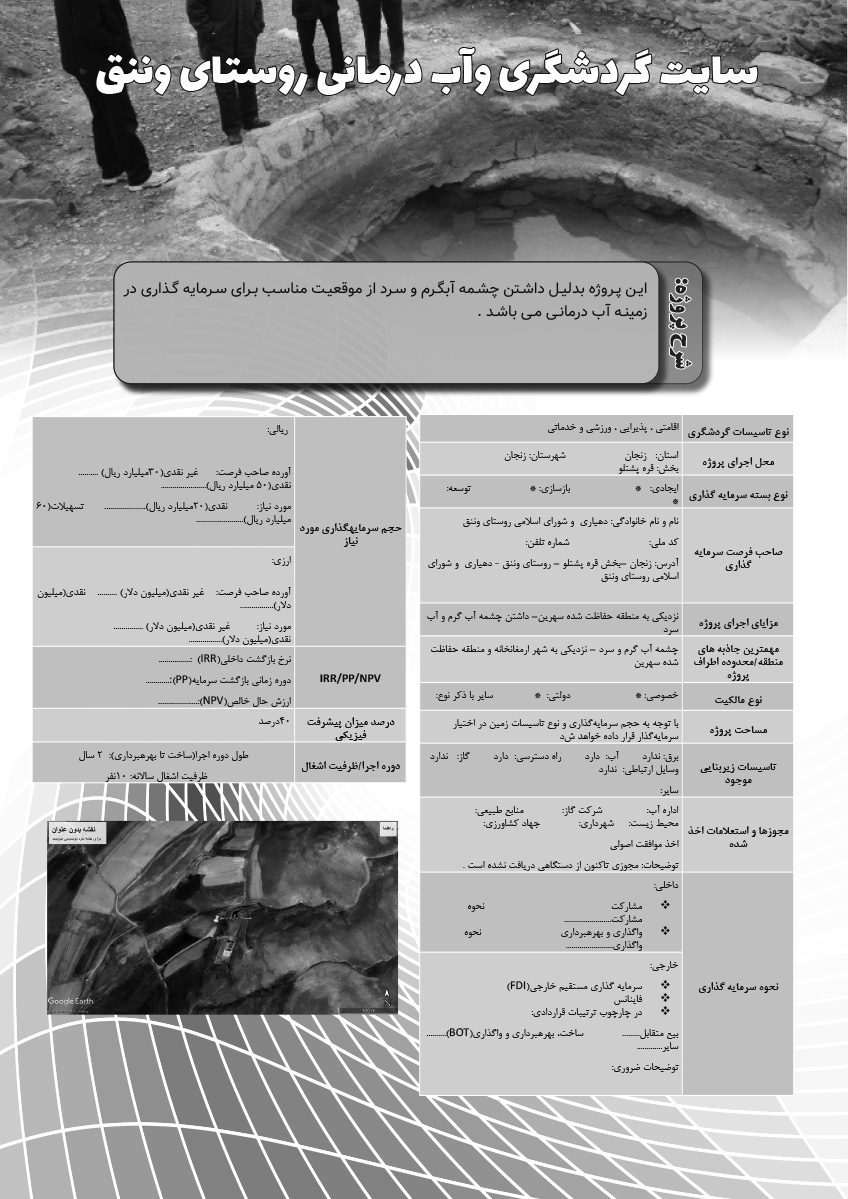 سایت گردشگری وآب درمانی روستای وننق
شرح پروژه:
این پروژه بدلیل داشتن چشمه آبگرم و سرد از موقعیت مناسب برای سرمایه گذاری در
زمینه آب درمانی می باشد .
نوع تاسیسات گردشگری
اقامتی ، پذیرایی ، ورزشی و خدماتی
محل اجرای پروژه
استان: زنجان شهرستان: زنجان
بخش: قره پشتلو
نوع بسته سرمایه گذاری
ایجادی: * بازسازی: * توسعه:
*
صاحب فرصت سرمایه
گذاری
نام و نام خانوادگی: دهیاری و شورای اسلامی روستای وننق
کد ملی: شماره تلفن:
آدرس: زنجان –بخش قره پشتلو – روستای وننق - دهیاری و شورای
اسلامی روستای وننق
مزایای اجرای پروژه
نزدیکی به منطقه حفاظت شده سهرین– داشتن چشمه آب گرم و آب
سرد
مهمترین جاذبه های
منطقه/محدوده اطراف
پروژه
چشمه آب گرم و سرد – نزدیکی به شهر ارمغانخانه و منطقه حفاظت
شده سهرین
نوع مالکیت
خصوصی: * دولتی: * سایر با ذکر نوع:
مساحت پروژه
با توجه به حجم سرمایه‌گذاری و نوع تاسیسات زمین در اختیار
سرمایه‌گذار قرار داده خواهد شد
تاسیسات زیربنایی
موجود
برق: ندارد آب: دارد راه دسترسی: دارد گاز: ندارد
وسایل ارتباطی: ندارد
سایر:
مجوزها و استعلامات اخذ
شده
اداره آب: شرکت گاز: منابع طبیعی:
محیط زیست: شهرداری: جهاد کشاورزی:
اخذ موافقت اصولی
توضیحات: مجوزی تاکنون از دستگاهی دریافت نشده است .
نحوه سرمایه گذاری
داخلی:
❖ مشارکت نحوه
مشارکت......................
❖ واگذاری و بهرهبرداری نحوه
واگذاری......................
خارجی:
❖ سرمایه گذاری مستقیم خارجی(FDI)
❖ فاینانس
❖ در چارچوب ترتیبات قراردادی:
بیع متقابل........ ساخت، بهرهبرداری و واگذاری(BOT).........
سایر............
توضیحات ضروری:
حجم سرمایهگذاری مورد
نیاز
ریالی:
آورده صاحب فرصت: غیر نقدی(۳۰میلیارد ریال) .........
نقدی(۵۰ میلیارد ریال).....................
مورد نیاز: نقدی(۲۰میلیارد ریال)................... تسهیلات(۶۰
میلیارد ریال).....................
ارزی:
آورده صاحب فرصت: غیر نقدی(میلیون دلار) ......... نقدی(میلیون
دلار)................
مورد نیاز: غیر نقدی(میلیون دلار) ..............
نقدی(میلیون دلار)................
IRR/PP/NPV
نرخ بازگشت داخلی(IRR) :...............
دوره زمانی بازگشت سرمایه(PP):...........
ارزش حال خالص(NPV):..................
درصد میزان پیشرفت
فیزیکی
۴۰درصد
دوره اجرا/ظرفیت اشغال
طول دوره اجرا(ساخت تا بهرهبرداری): ۲ سال
ظرفیت اشغال سالانه: ۱۰نفر
نقشه بدون عنوان
راهنما
Google Earth